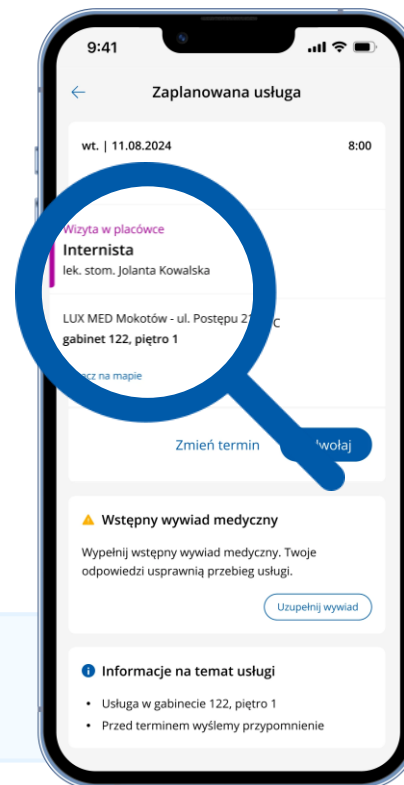 9:41
Zaplanowana usługa
wt. | 11.08.2024 8:00
Wizyta w placówce
Internista
lek. stom. Jolanta Kowalska
LUX MED Mokotów - ul. Postępu 21 C
gabinet 122, piętro 1
na mapie
Zmień termin
Wstępny wywiad medyczny
Wypełnij wstępny wywiad medyczny. Twoje
odpowiedzi usprawnią przebieg usługi.
Uzupełnij wywiad
Informacje na temat usługi
• Usługa w gabinecie 122, piętro 1
• Przed terminem wyślemy przypomnienie